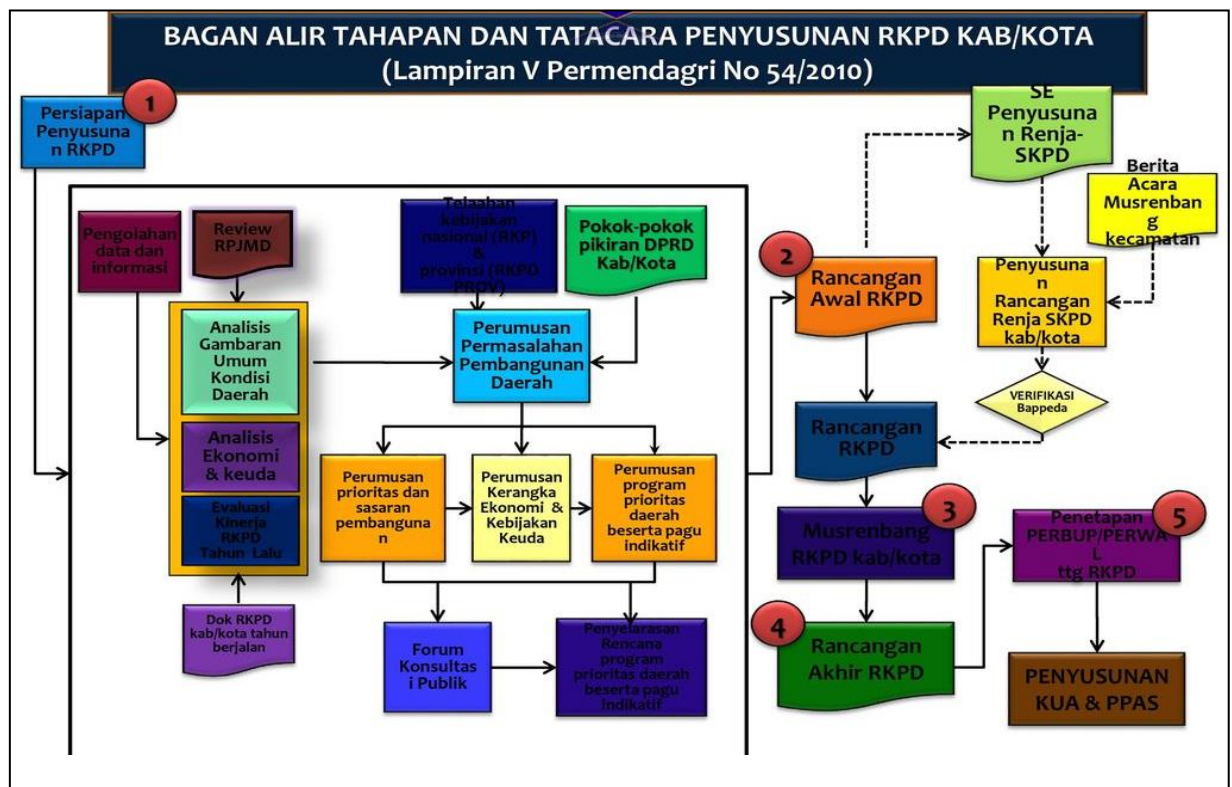 BAGAN ALIR TAHAPAN DAN TATACARA PENYUSUNAN RKPD KAB/KOTA
(Lampiran V Permendagri No 54/2010)
1
Persiapan
Penyusuna
n RKPD
Pengolahan
data dan
informasi
Review
RPJMD
Telaahan
kebijakan
nasional (RKP)
&
provinsi (RKPD
PROV)
Pokok-pokok
pikiran DPRD
Kab/Kota
Analisis
Gambaran
Umum
Kondisi
Daerah
Analisis
Ekonomi
& keuda
Evaluasi
Kinerja
RKPD
Tahun Lalu
Dok RKPD
kab/kota tahun
berjalan
Perumusan
Permasalahan
Pembangunan
Daerah
Perumusan
prioritas dan
sasaran
pembanguna
n
Perumusan
Kerangka
Ekonomi &
Kebijakan
Keuda
Perumusan
program
prioritas
daerah
beserta pagu
indikatif
Forum
Konsultas
i Publik
Penyelarasan
Rencana
program
prioritas daerah
beserta pagu
indikatif
2
Rancangan
Awal RKPD
SE
Penyusuna
n Renja-
SKPD
Berita
Acara
Musrenban
g
kecamatan
Penyusuna
n
Rancangan
Renja SKPD
kab/kota
VERIFIKASI
Bappeda
Rancangan
RKPD
3
Musrenbang
RKPD kab/kota
4
Rancangan
Akhir RKPD
5
Penetapan
PERBUP/PERWA
L
ttg RKPD
PENYUSUNAN
KUA & PPAS